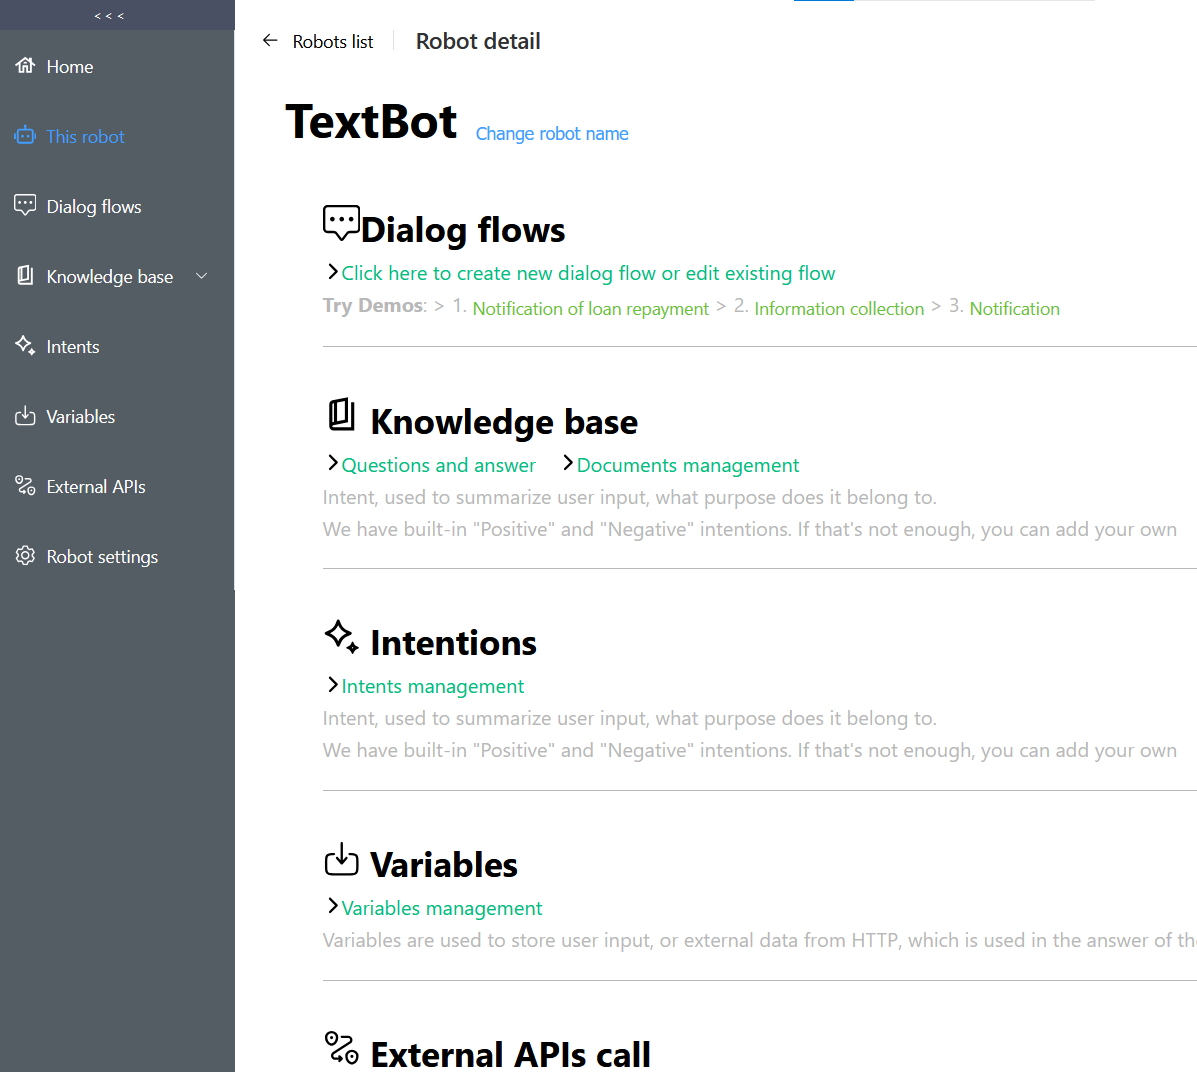 < < <
Home
This robot
Dialog flows
Knowledge base
Intents
Variables
External APIs
Robot settings
Robots list
Robot detail
TextBot Change robot name
Dialog flows
Click here to create new dialog flow or edit existing flow
Try Demos: > 1. Notification of loan repayment > 2. Information collection > 3. Notification
Knowledge base
Questions and answer Documents management
Intent, used to summarize user input, what purpose does it belong to.
We have built-in "Positive" and "Negative" intentions. If that's not enough, you can add your own
Intentions
Intents management
Intent, used to summarize user input, what purpose does it belong to.
We have built-in "Positive" and "Negative" intentions. If that's not enough, you can add your own
Variables
Variables management
Variables are used to store user input, or external data from HTTP, which is used in the answer of
External APIs call